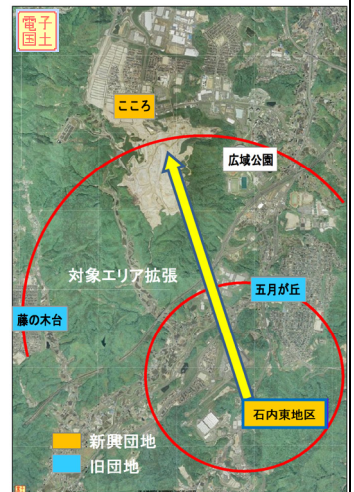 電子
国土
こころ
広域公園
対象エリア拡張
五月が丘
藤の木台
石内東地区
新興団地
旧団地